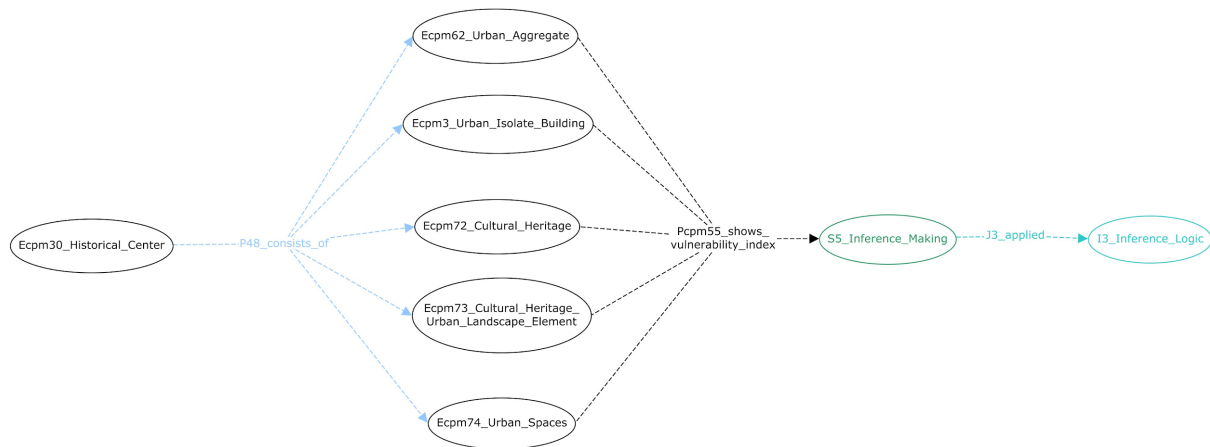 Ecpm62_Urban_Aggregate
Ecpm3_Urban_Isolate_Building
Ecpm30_Historical_Center
P48_consists_of
Ecpm72_Cultural_Heritage
Pcpm55_shows_
vulnerability_index
S5_Inference_Making
J3_applied
I3_Inference_Logic
Ecpm73_Cultural_Heritage_
Urban_Landscape_Element
Ecpm74_Urban_Spaces